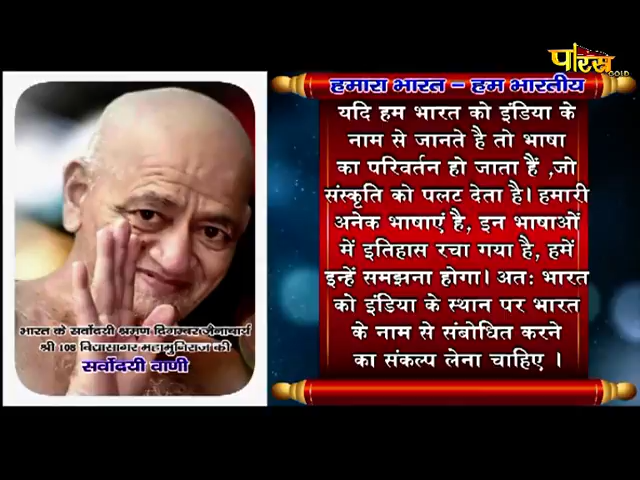 पारस
GOLD
हमारा भारत – हम भारतीय
यदि हम भारत को इंडिया के
नाम से जानते है तो भाषा
का परिवर्तन हो जाता हैं ,जो
संस्कृति को पलट देता है। हमारी
अनेक भाषाएं है, इन भाषाओं
में इतिहास रचा गया है, हमें
इन्हें समझना होगा। अतः भारत
को इंडिया के स्थान पर भारत
के नाम से संबोधित करने
का संकल्प लेना चाहिए ।
भारत के सर्वोदयी श्रमण दिगम्बर जैनाचार्य
श्री 108 विद्यासागर महामुनिराज की
सर्वोदयी वाणी